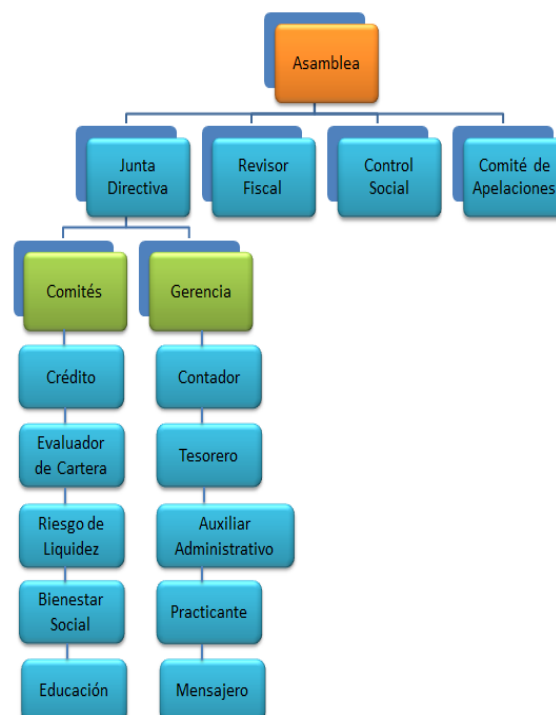 Asamblea
Junta
Directiva
Revisor
Fiscal
Control
Social
Comité de
Apelaciones
Comités
Gerencia
Crédito
Contador
Evaluador
de Cartera
Tesorero
Riesgo de
Liquidez
Auxiliar
Administrativo
Bienestar
Social
Practicante
Educación
Mensajero